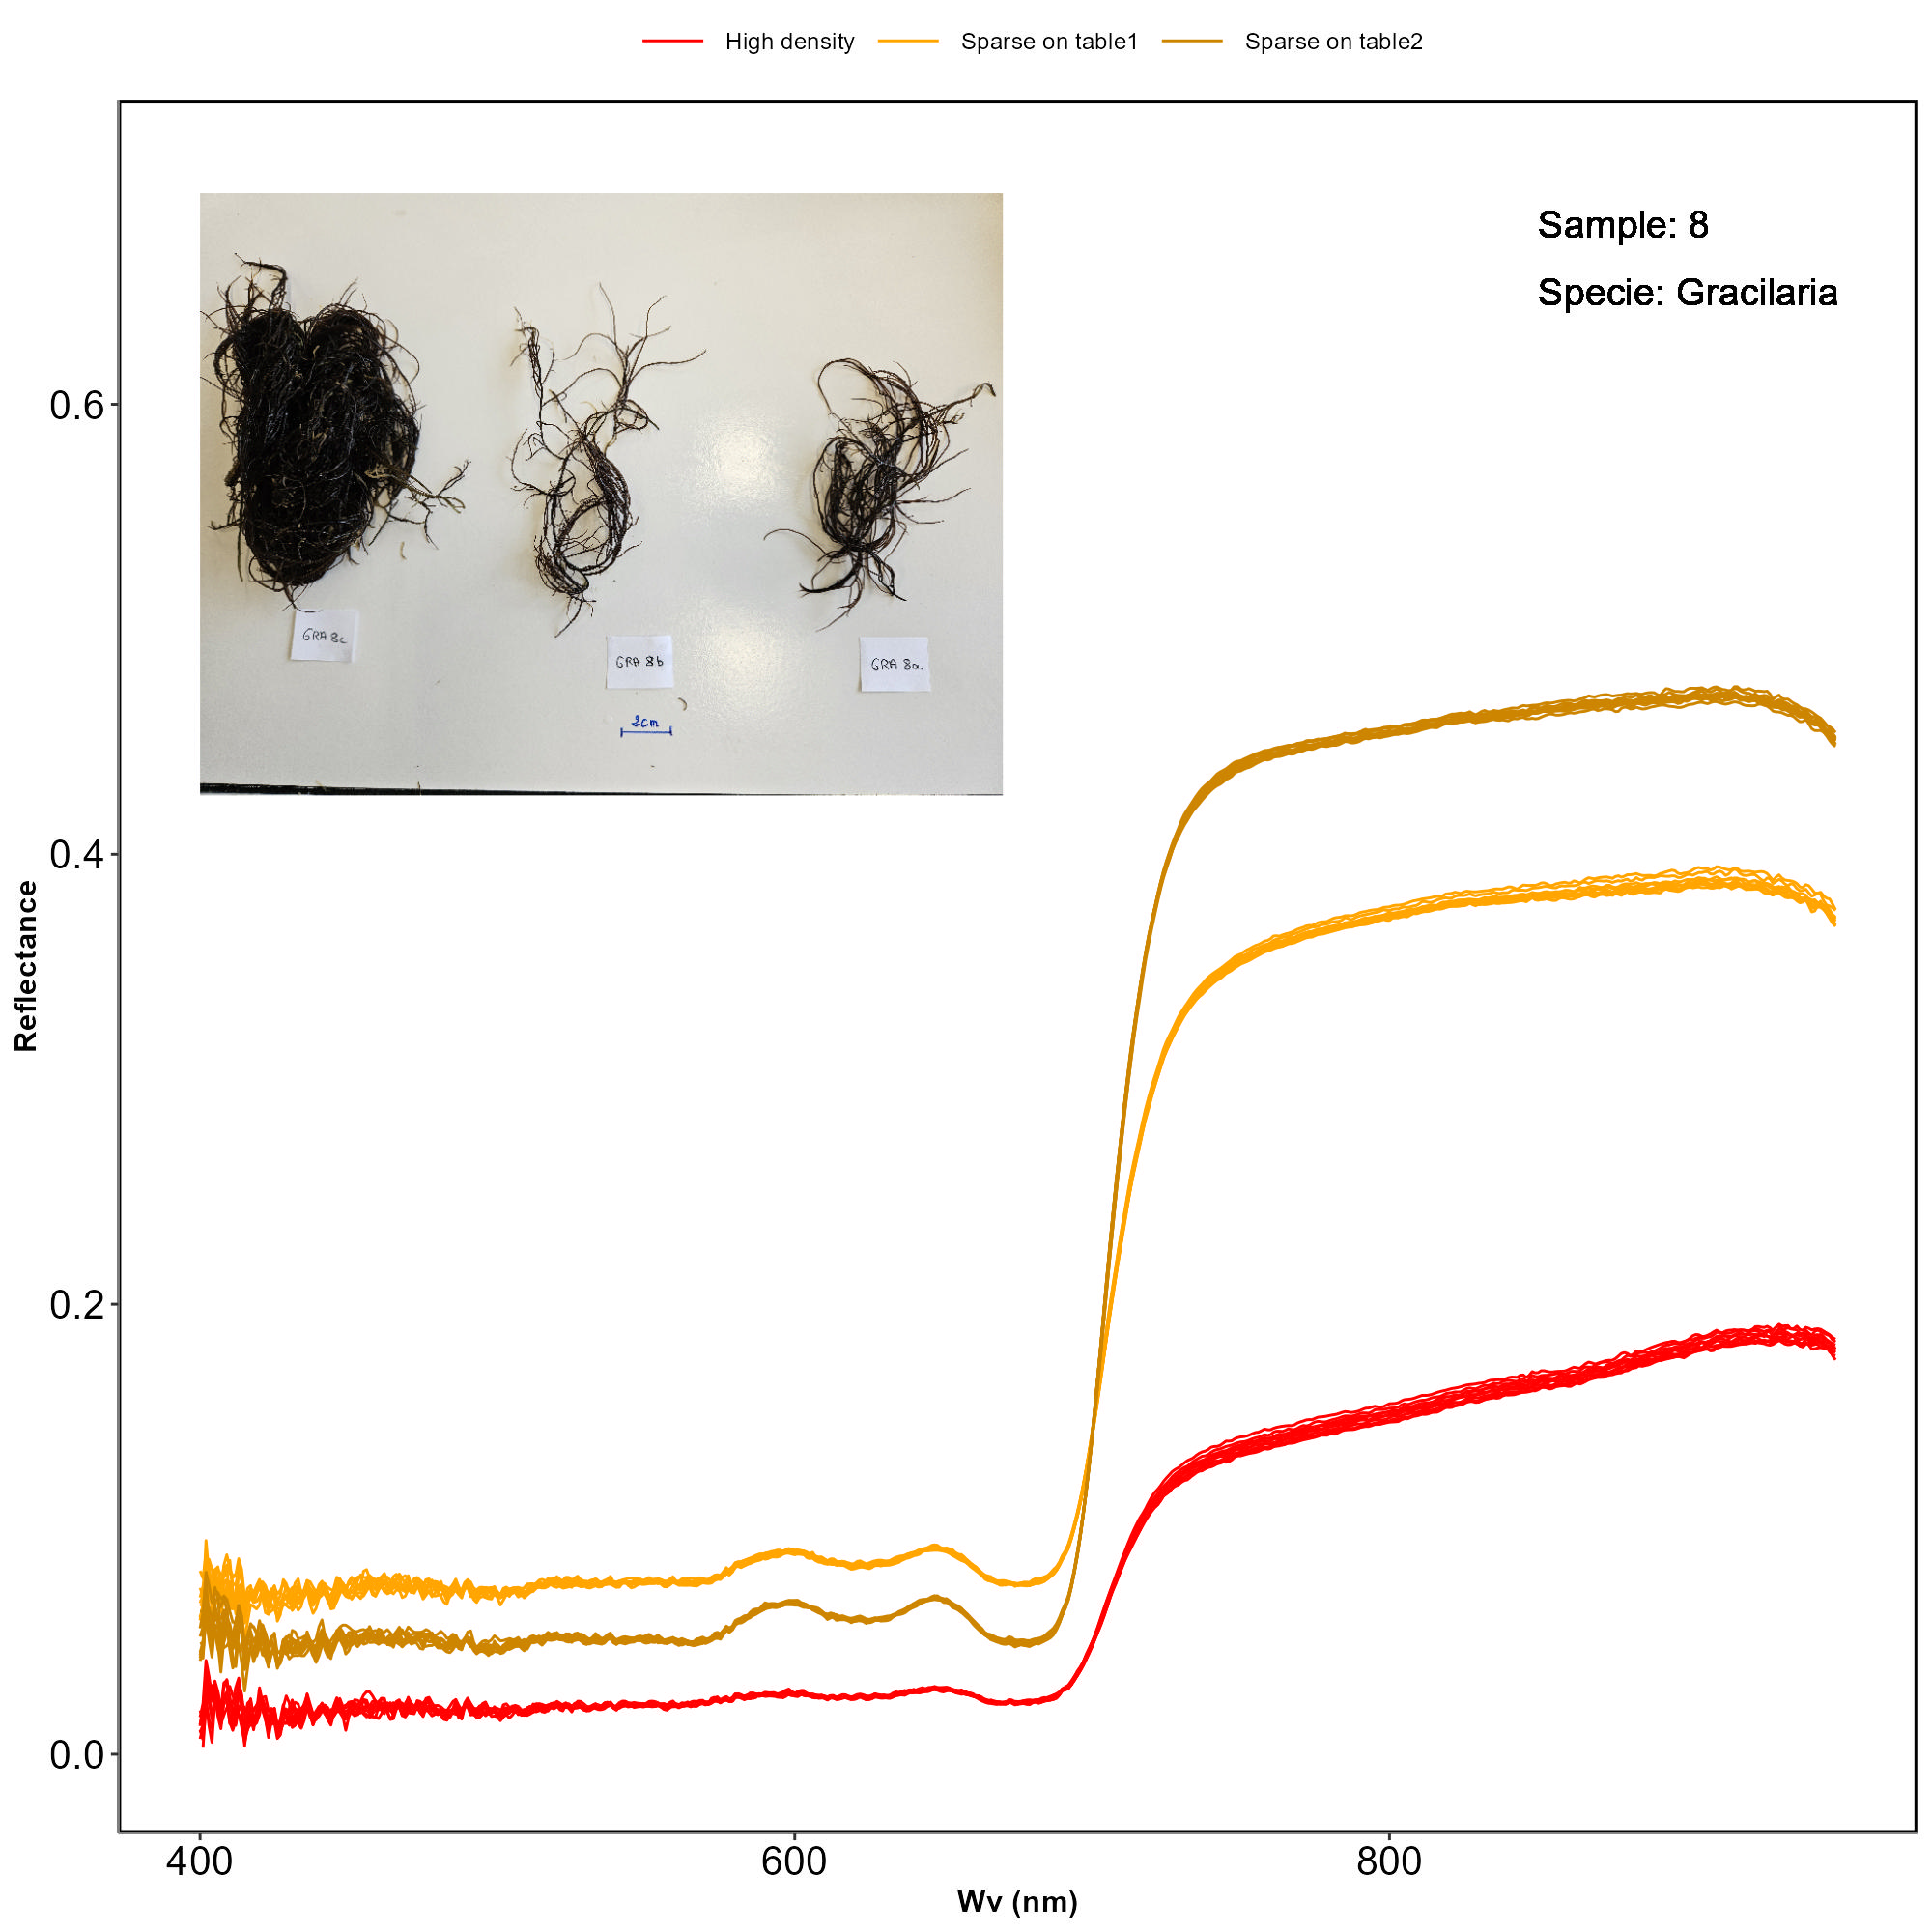 High density Sparse on table1 Sparse on table2
Sample: 8
Specie: Gracilaria
GRA 8c
GRA 8b
GRA 8a
2cm
0.6
0.4
0.2
0.0
Reflectance
400 600 800
Wv (nm)